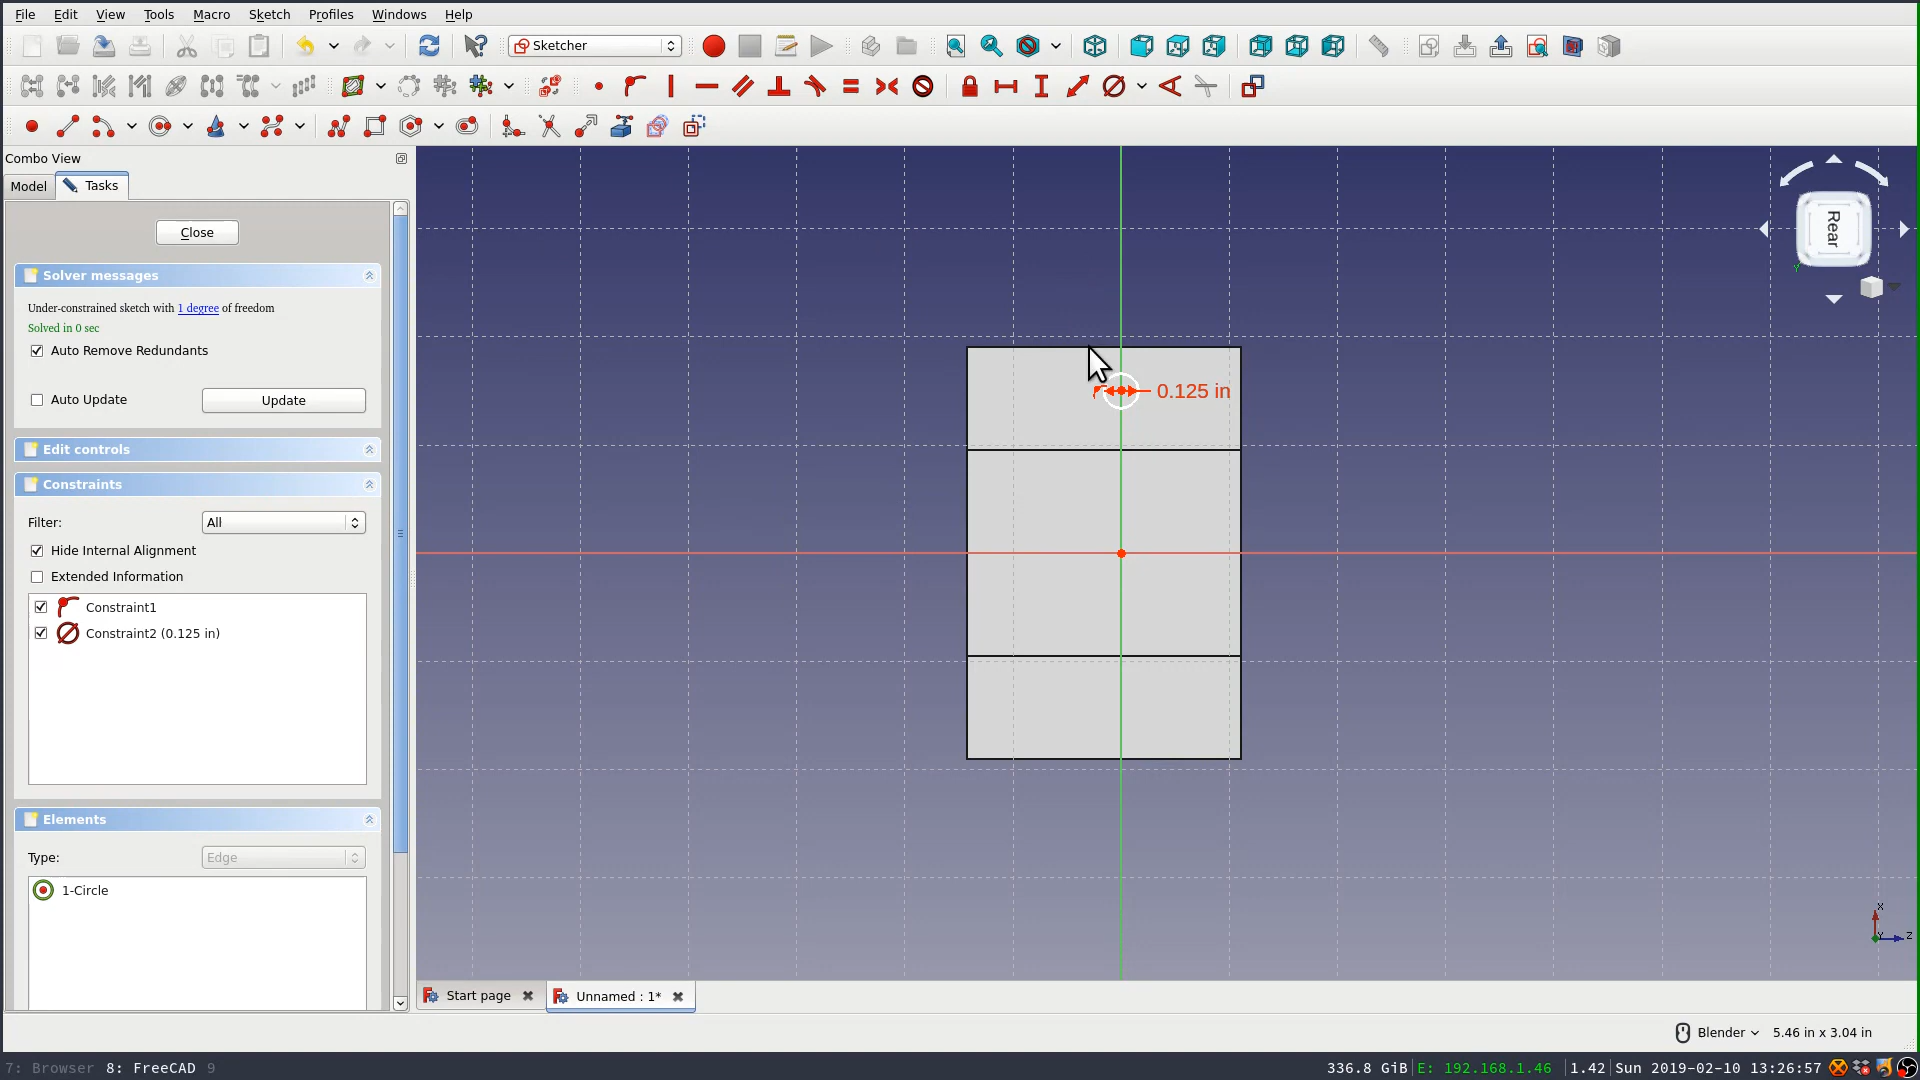 File Edit View Tools Macro Sketch Profiles Windows Help
Sketcher
Combo View
Model Tasks
Close
Solver messages
Under-constrained sketch with 1 degree of freedom
Solved in 0 sec
Auto Remove Redundants
Auto Update Update
Edit controls
Constraints
Filter: All
Hide Internal Alignment
Extended Information
Constraint1
Constraint2 (0.125 in)
Elements
Type: Edge
1-Circle
0.125 in
Rear
Y
X
Y Z
Start page
Unnamed : 1*
Blender 5.46 in x 3.04 in
7: Browser 8: FreeCAD 9
336.8 GiB E: 192.168.1.46 1.42 Sun 2019-02-10 13:26:57